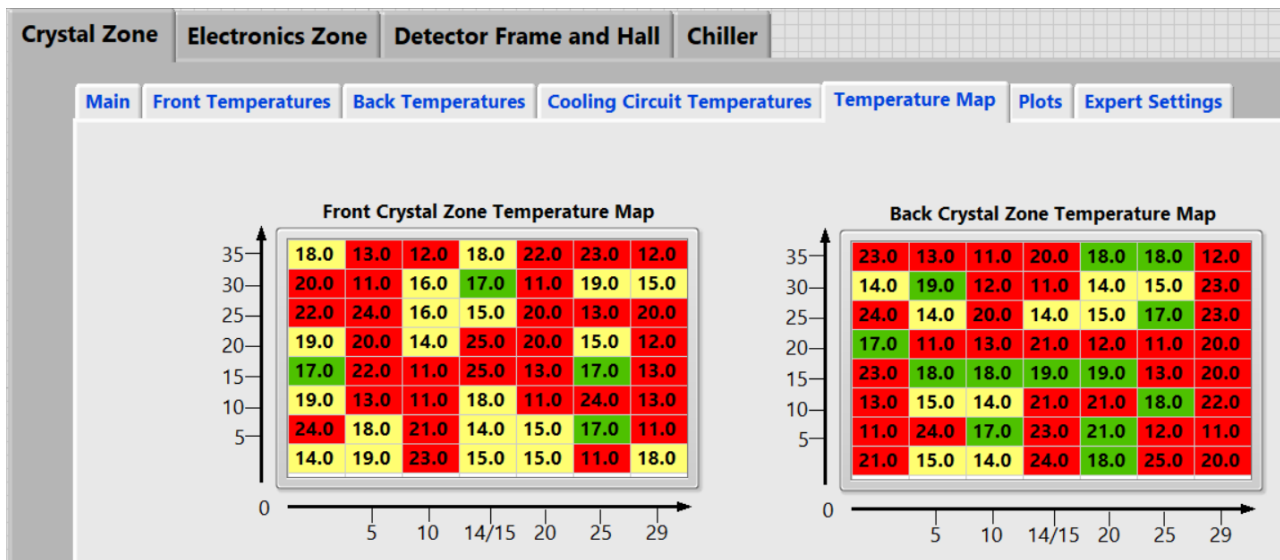 Crystal Zone Electronics Zone Detector Frame and Hall Chiller
Main Front Temperatures Back Temperatures Cooling Circuit Temperatures Temperature Map Plots Expert Settings
Front Crystal Zone Temperature Map
35 18.0 13.0 12.0 18.0 22.0 23.0 12.0
30 20.0 11.0 16.0 17.0 11.0 19.0 15.0
25 22.0 24.0 16.0 15.0 20.0 13.0 20.0
20 19.0 20.0 14.0 25.0 20.0 15.0 12.0
15 17.0 22.0 11.0 25.0 13.0 17.0 13.0
10 19.0 13.0 11.0 18.0 11.0 24.0 13.0
5 24.0 18.0 21.0 14.0 15.0 17.0 11.0
14.0 19.0 23.0 15.0 15.0 11.0 18.0
0
5 10 14/15 20 25 29
Back Crystal Zone Temperature Map
35 23.0 13.0 11.0 20.0 18.0 18.0 12.0
30 14.0 19.0 12.0 11.0 14.0 15.0 23.0
25 24.0 14.0 20.0 14.0 15.0 17.0 23.0
20 17.0 11.0 13.0 21.0 12.0 11.0 20.0
15 23.0 18.0 18.0 19.0 19.0 13.0 20.0
10 13.0 15.0 14.0 21.0 21.0 18.0 22.0
5 11.0 24.0 17.0 23.0 21.0 12.0 11.0
21.0 15.0 14.0 24.0 18.0 25.0 20.0
0
5 10 14/15 20 25 29